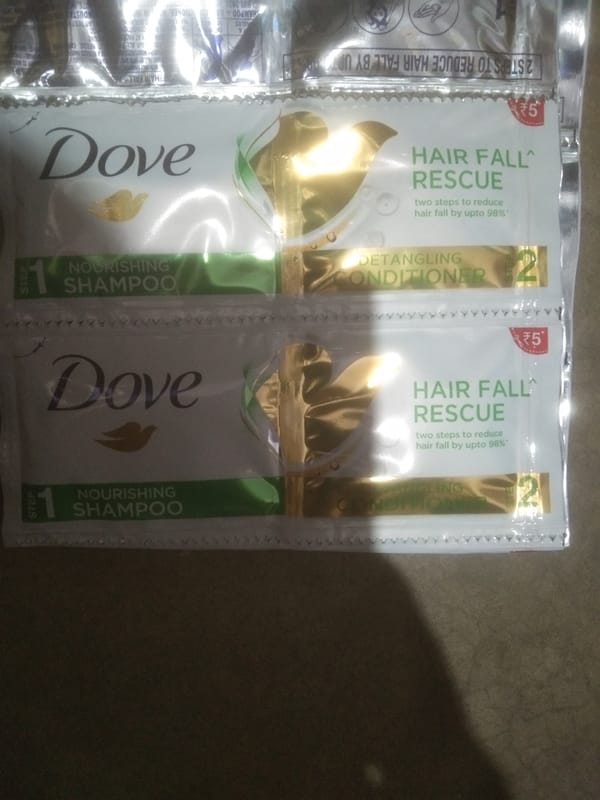 2 STEPS TO REDUCE HAIR FALL BY
₹5*
Dove
HAIR FALL^
RESCUE
two steps to reduce
hair fall by upto 98%*
STEP 1 NOURISHING
SHAMPOO
DETANGLING
CONDITIONER
2
₹5*
Dove
HAIR FALL^
RESCUE
two steps to reduce
hair fall by upto 98%*
STEP 1 NOURISHING
SHAMPOO
CONDITIONER
2